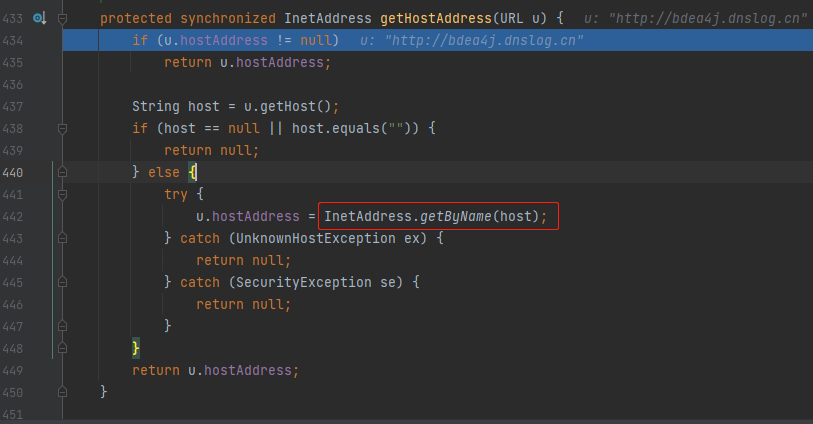 433 protected synchronized InetAddress getHostAddress(URL u) { u: "http://bdea4j.dnslog.cn"
434 if (u.hostAddress != null) u: "http://bdea4j.dnslog.cn"
435 return u.hostAddress;
436
437 String host = u.getHost();
438 if (host == null || host.equals("")) {
439 return null;
440 } else {
441 try {
442 u.hostAddress = InetAddress.getByName(host);
443 } catch (UnknownHostException ex) {
444 return null;
445 } catch (SecurityException se) {
446 return null;
447 }
448 }
449 return u.hostAddress;
450 }
451